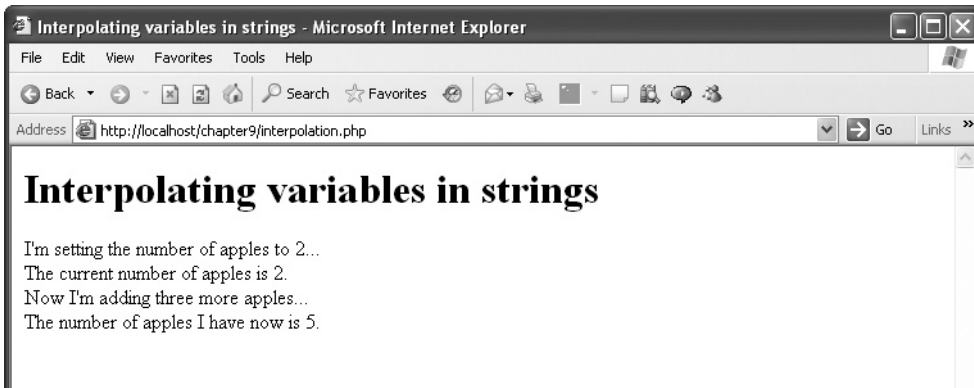 Interpolating variables in strings - Microsoft Internet Explorer
File Edit View Favorites Tools Help
Back Search Favorites
Address http://localhost/chapter9/interpolation.php Go Links »
Interpolating variables in strings
I'm setting the number of apples to 2...
The current number of apples is 2.
Now I'm adding three more apples...
The number of apples I have now is 5.